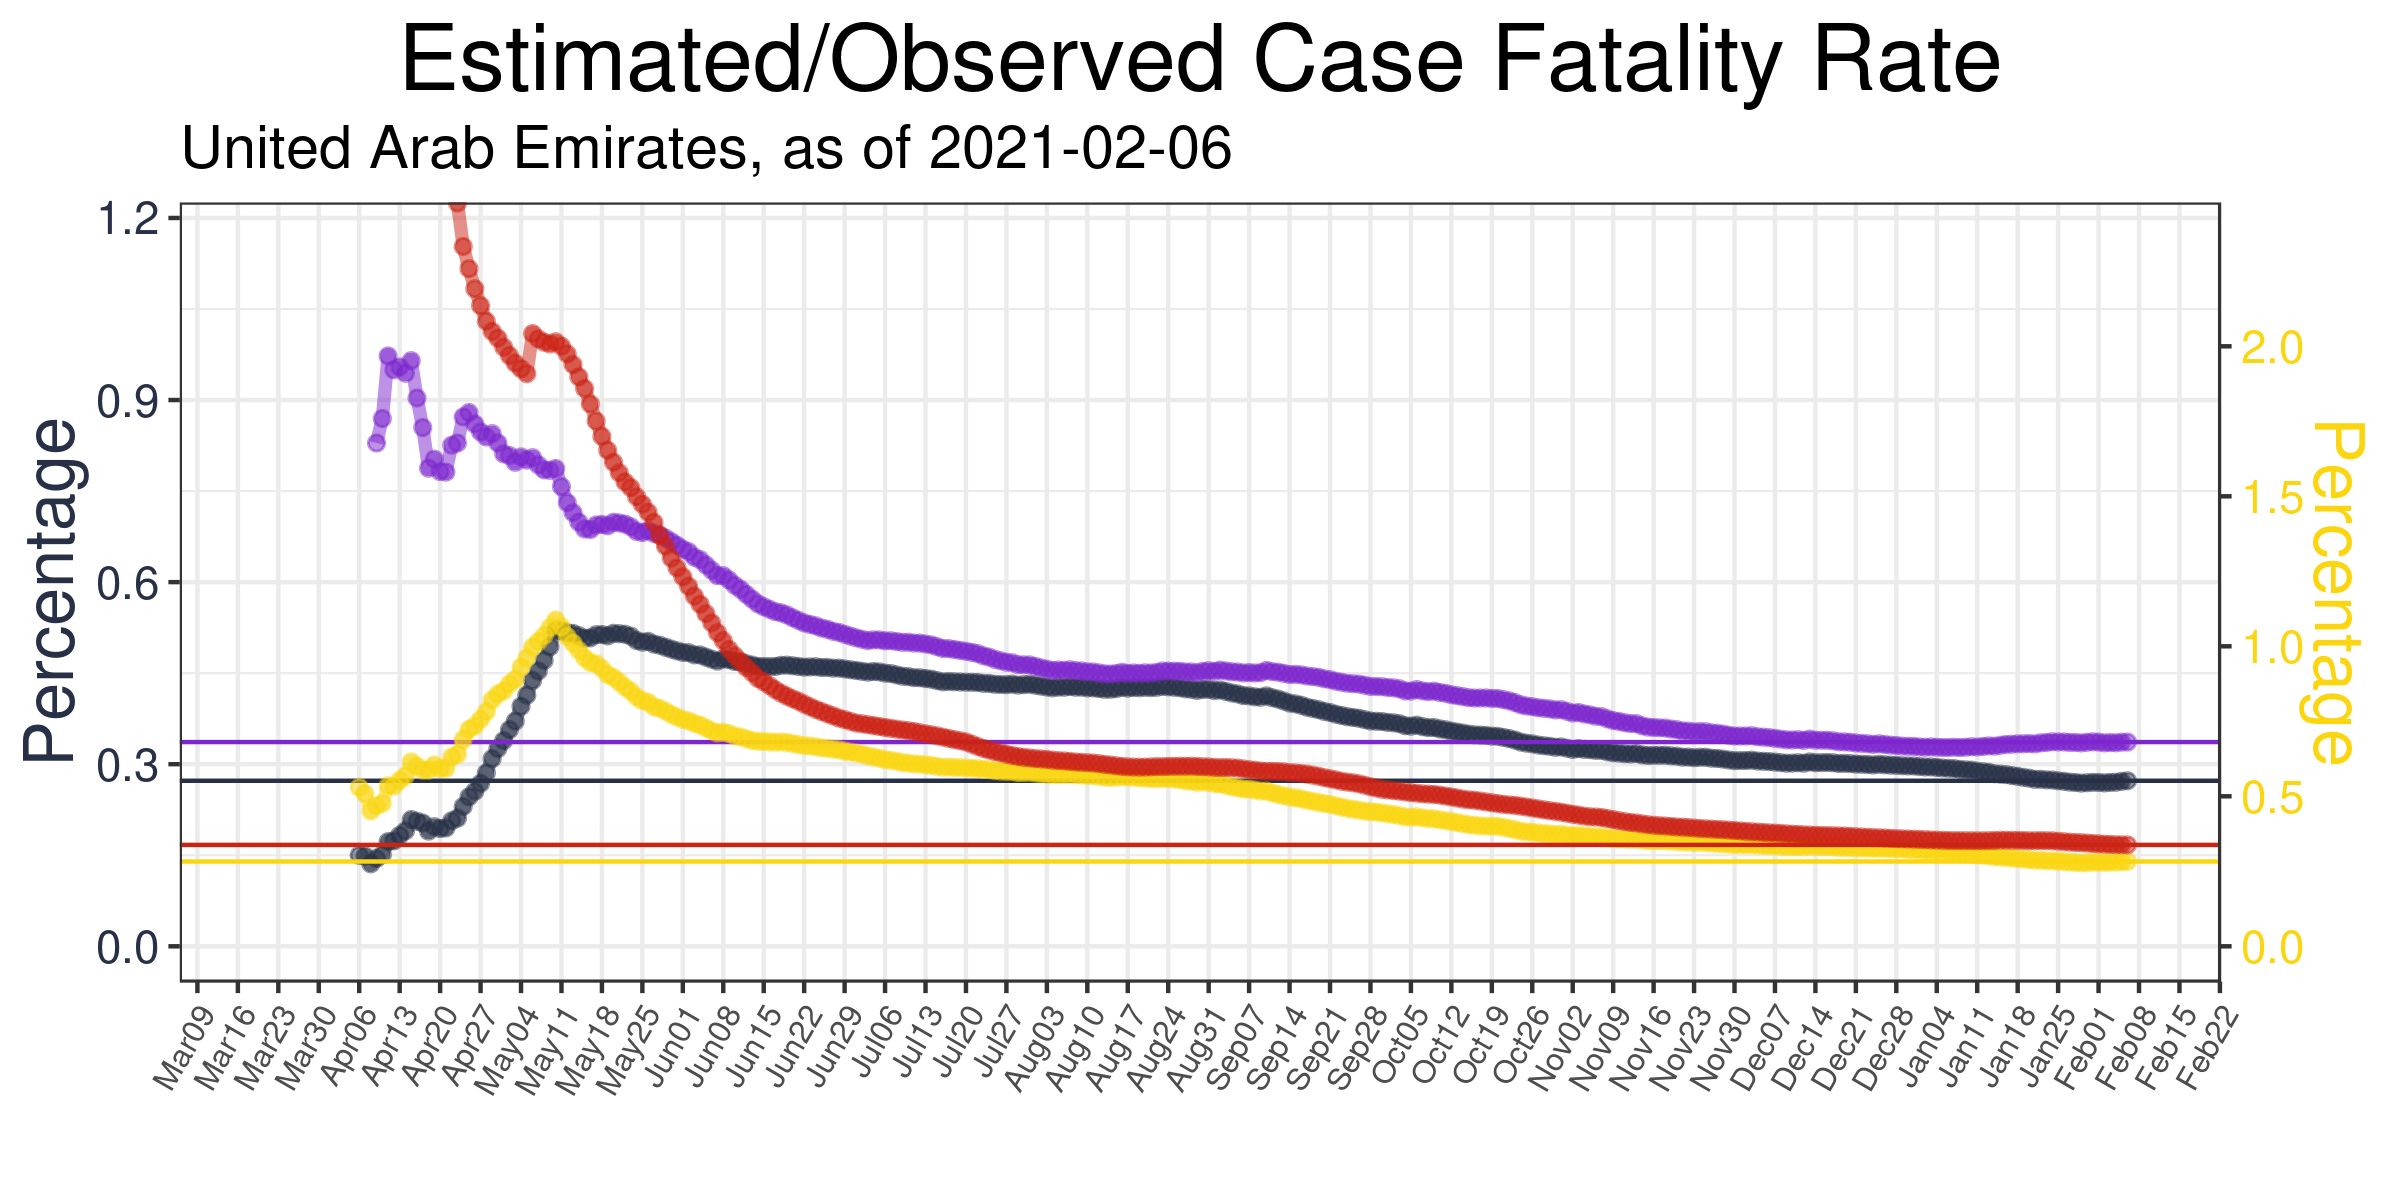 Estimated/Observed Case Fatality Rate
United Arab Emirates, as of 2021-02-06
Percentage
1.2
0.9
0.6
0.3
0.0
2.0
1.5
1.0
0.5
0.0
Percentage
Mar09
Mar16
Mar23
Mar30
Apr06
Apr13
Apr20
Apr27
May04
May11
May18
May25
Jun01
Jun08
Jun15
Jun22
Jun29
Jul06
Jul13
Jul20
Jul27
Aug03
Aug10
Aug17
Aug24
Aug31
Sep07
Sep14
Sep21
Sep28
Oct05
Oct12
Oct19
Oct26
Nov02
Nov09
Nov16
Nov23
Nov30
Dec07
Dec14
Dec21
Dec28
Jan04
Jan11
Jan18
Jan25
Feb01
Feb08
Feb15
Feb22